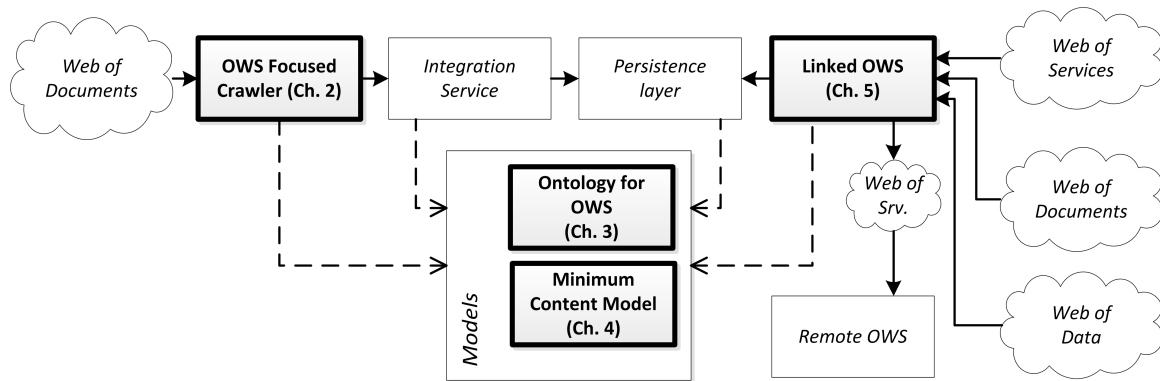 Web of
Documents
OWS Focused
Crawler (Ch. 2)
Integration
Service
Persistence
layer
Linked OWS
(Ch. 5)
Web of
Services
Ontology for
OWS
(Ch. 3)
Minimum
Content Model
(Ch. 4)
Models
Web of
Srv.
Remote OWS
Web of
Documents
Web of
Data